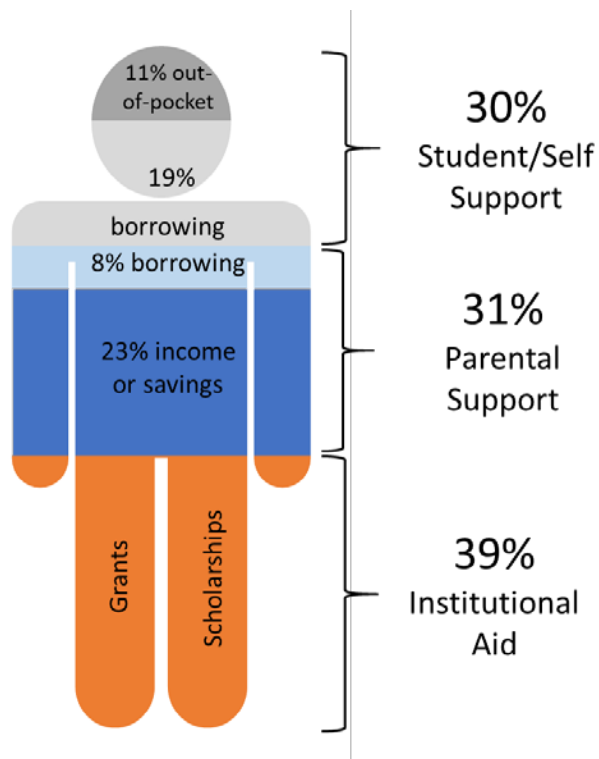 11% out-
of-pocket
19%
borrowing
8% borrowing
23% income
or savings
Grants
Scholarships
30%
Student/Self
Support
31%
Parental
Support
39%
Institutional
Aid